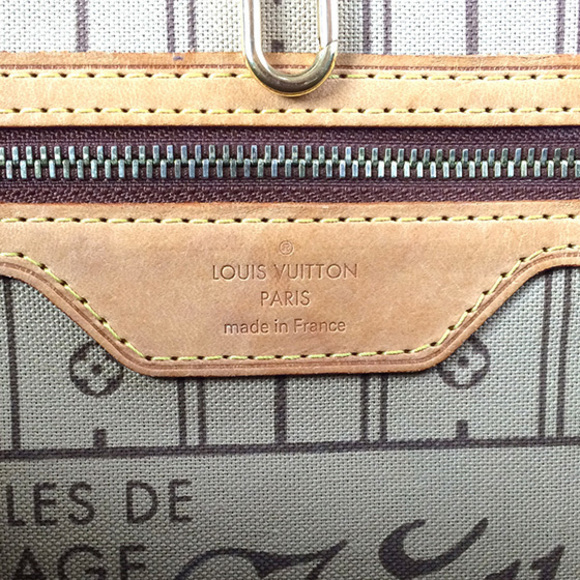 ®
LOUIS VUITTON
PARIS
made in France
LES DE
AGE